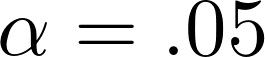 α = .05